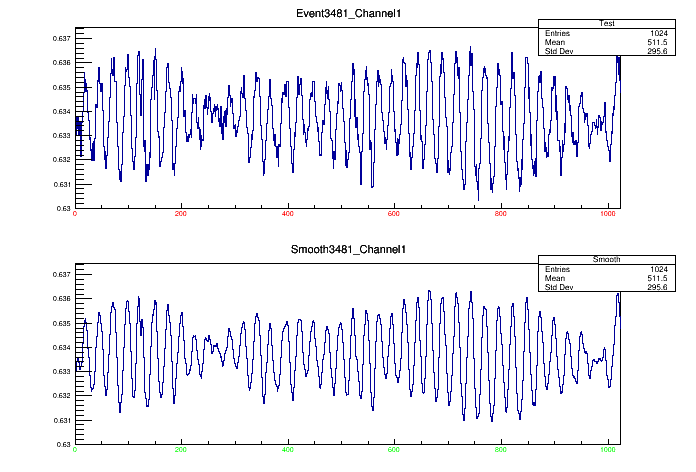 Event3481_Channel1
Test
Entries 1024
Mean 511.5
Std Dev 295.6
0.637
0.636
0.635
0.634
0.633
0.632
0.631
0.63
0 200 400 600 800 1000
Smooth3481_Channel1
Smooth
Entries 1024
Mean 511.5
Std Dev 295.6
0.637
0.636
0.635
0.634
0.633
0.632
0.631
0.63
0 200 400 600 800 1000